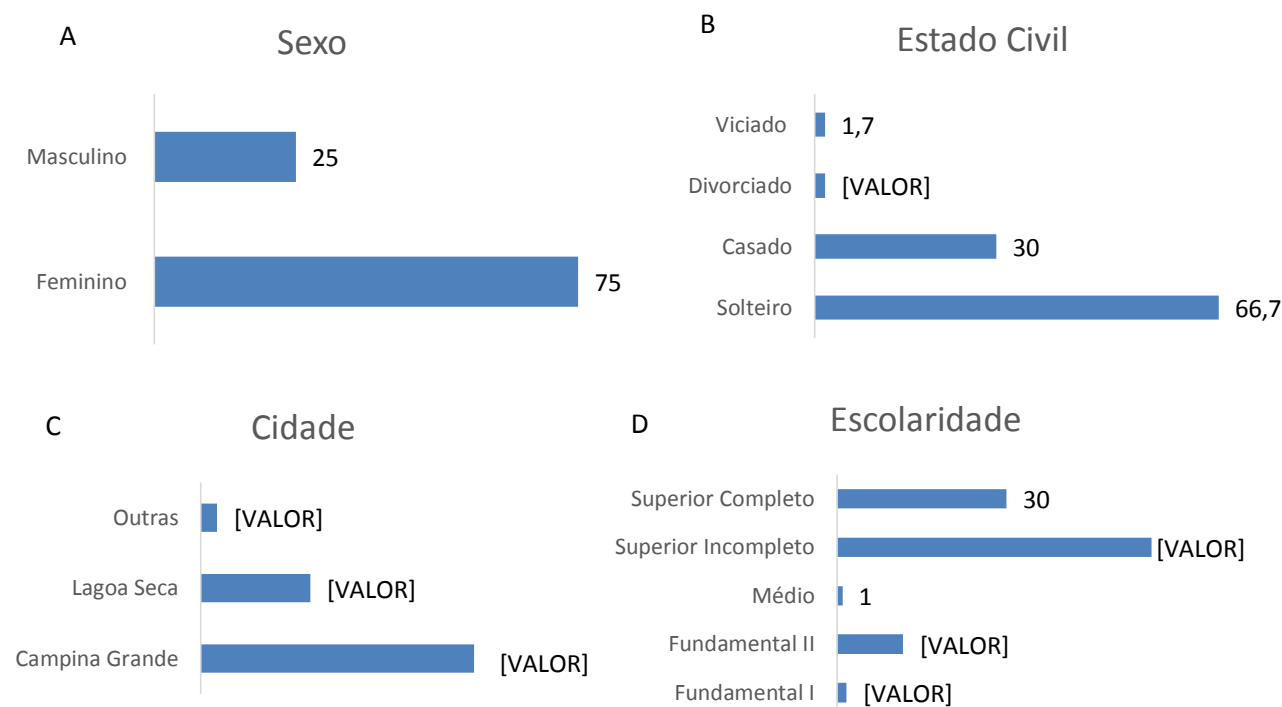 A
Sexo
Masculino
25
Feminino
75
B
Estado Civil
Viciado
1,7
Divorciado
[VALOR]
Casado
30
Solteiro
66,7
C
Cidade
Outras
[VALOR]
Lagoa Seca
[VALOR]
Campina Grande
[VALOR]
D
Escolaridade
Superior Completo
30
Superior Incompleto
[VALOR]
Médio
1
Fundamental II
[VALOR]
Fundamental I
[VALOR]